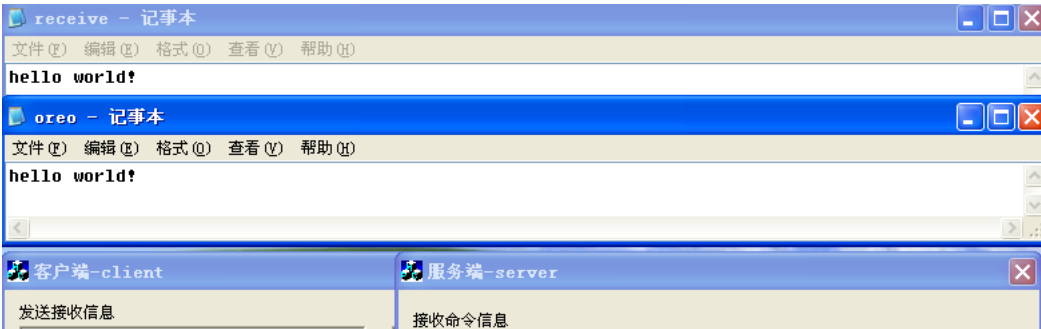 receive - 记事本
文件(F) 编辑(E) 格式(O) 查看(V) 帮助(H)
hello world!
oreo - 记事本
文件(F) 编辑(E) 格式(O) 查看(V) 帮助(H)
hello world!
客户端-client
服务端-server
发送接收信息
接收命令信息